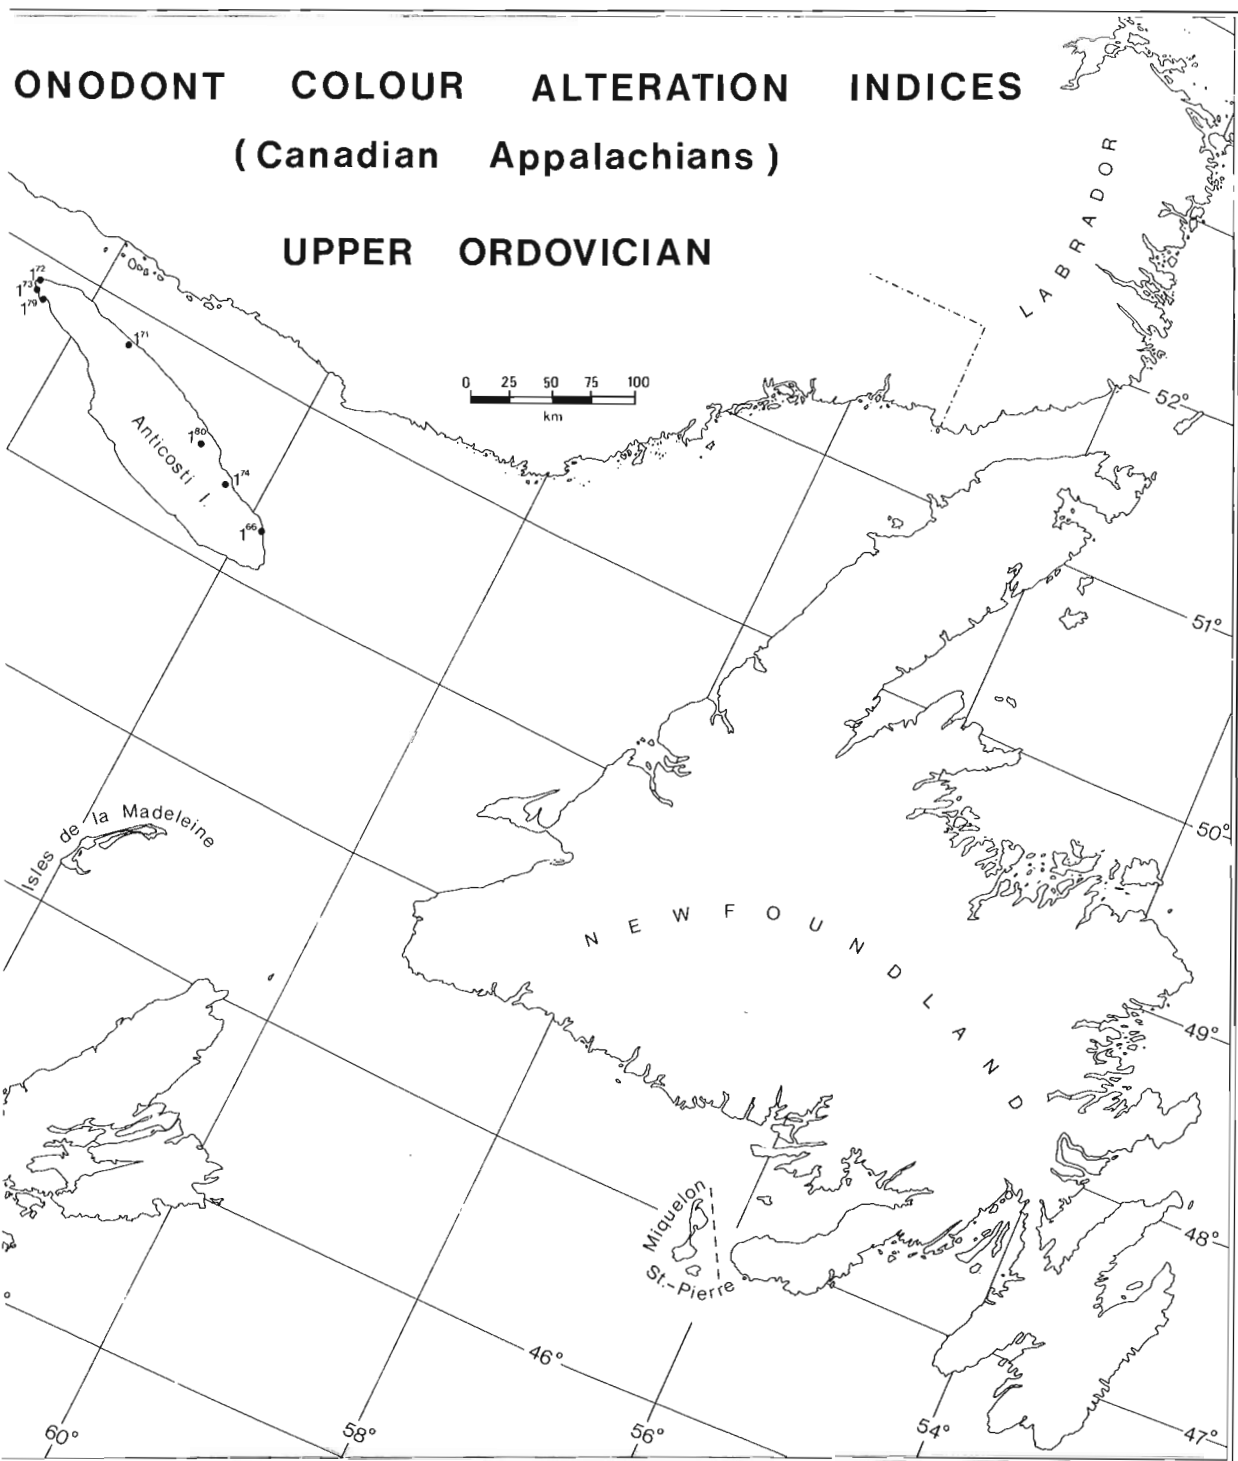 ONODONT COLOUR ALTERATION INDICES
(Canadian Appalachians)
UPPER ORDOVICIAN
LABRADOR
0 25 50 75 100
km
1⁷²
1⁷³
1⁷⁹
1⁷¹
1⁸⁰
1⁷⁴
1⁶⁶
Anticosti I.
52°
51°
50°
49°
48°
47°
46°
Isles de la Madeleine
NEWFOUNDLAND
Miquelon
St.-Pierre
60°
58°
56°
54°